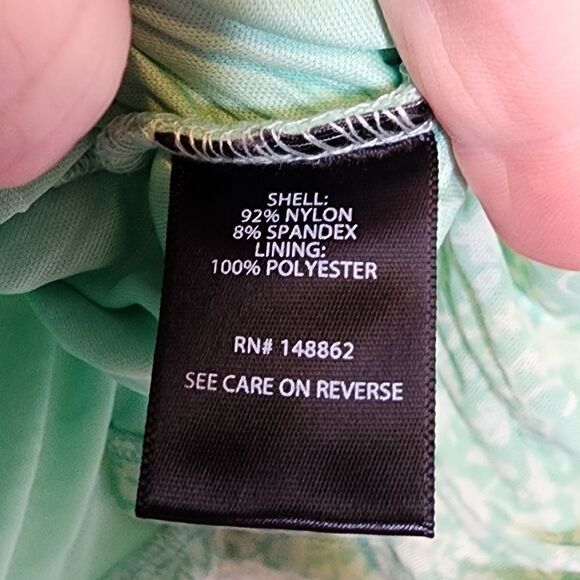 SHELL:
92% NYLON
8% SPANDEX
LINING:
100% POLYESTER
RN# 148862
SEE CARE ON REVERSE